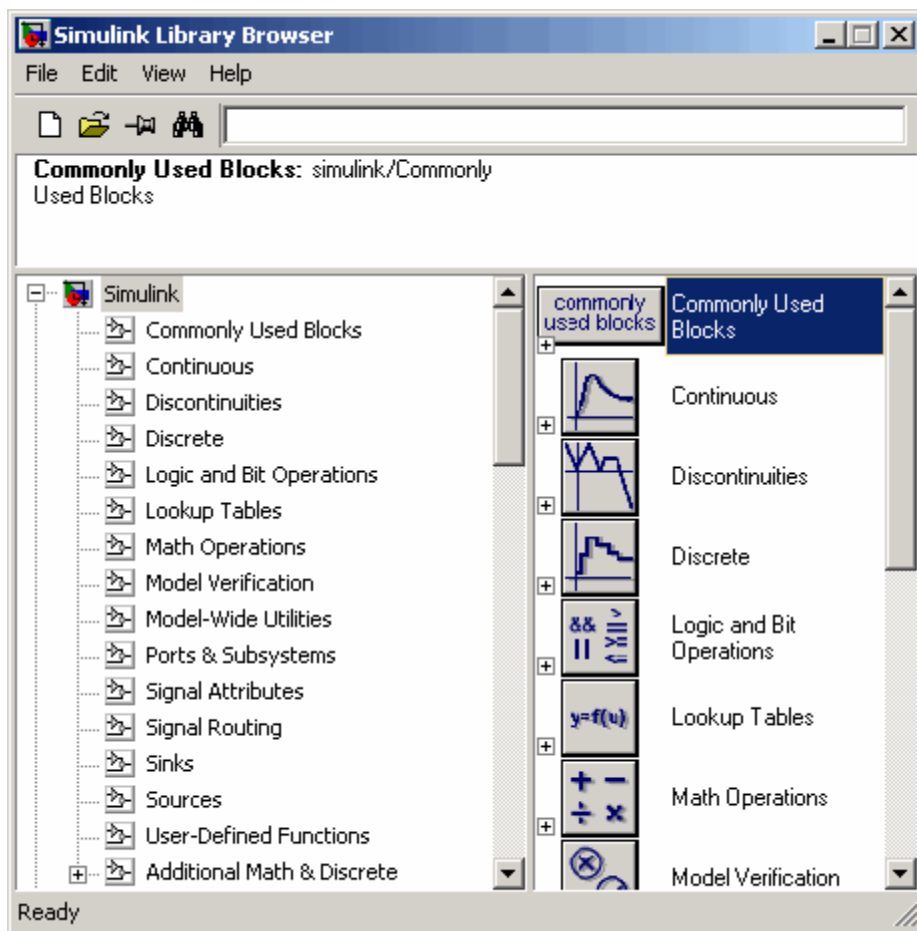 Simulink Library Browser
File Edit View Help
Commonly Used Blocks: simulink/Commonly
Used Blocks
Simulink
Commonly Used Blocks
Continuous
Discontinuities
Discrete
Logic and Bit Operations
Lookup Tables
Math Operations
Model Verification
Model-Wide Utilities
Ports & Subsystems
Signal Attributes
Signal Routing
Sinks
Sources
User-Defined Functions
Additional Math & Discrete
commonly
used blocks
Commonly Used
Blocks
Continuous
Discontinuities
Discrete
&& > =
|| >= <=
Logic and Bit
Operations
y=f(u)
Lookup Tables
+ −
÷ ×
Math Operations
Model Verification
Ready